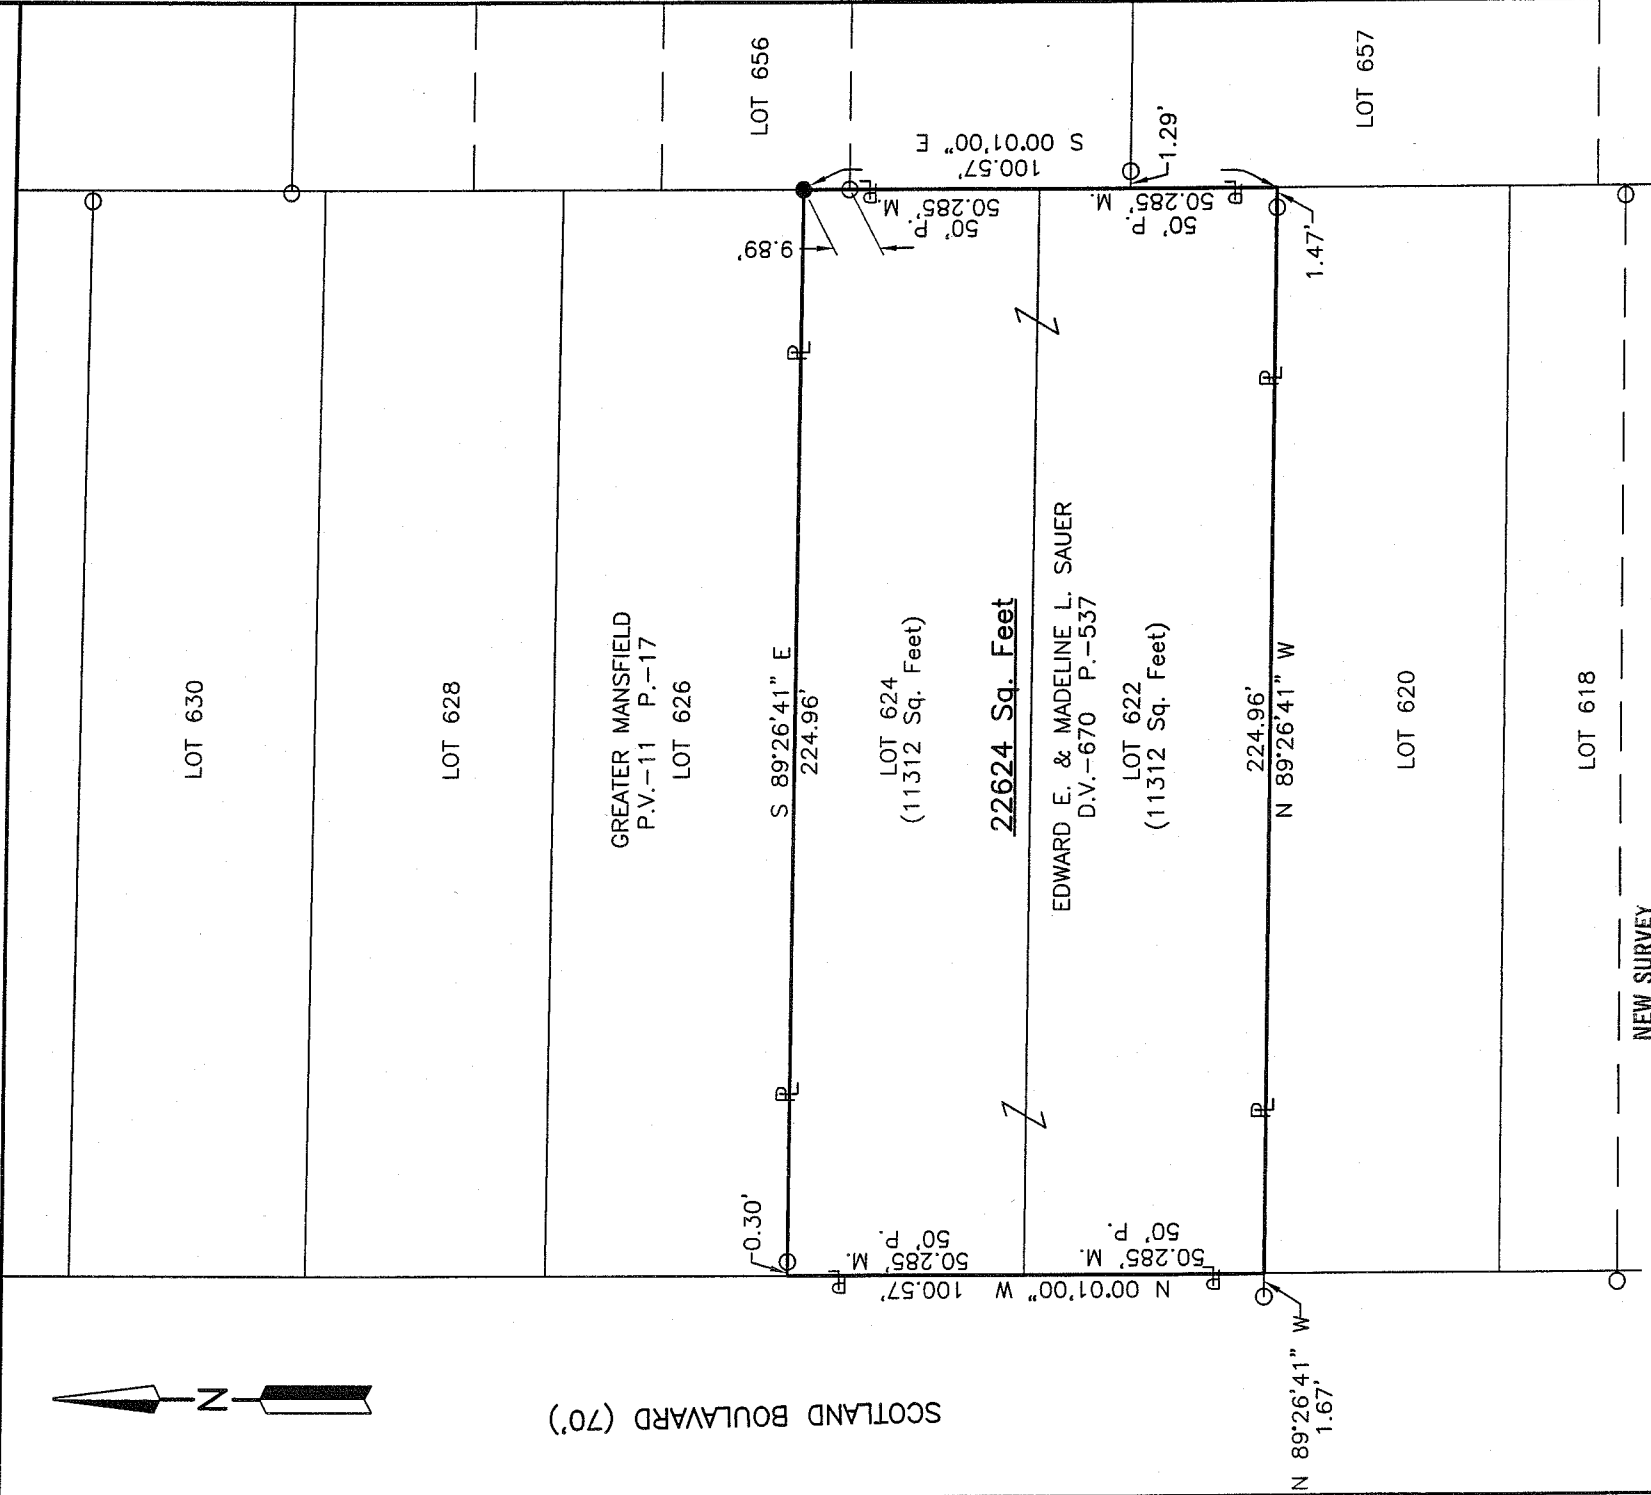 LOT 656
LOT 657
LOT 630
LOT 628
GREATER MANSFIELD
P.V.-11 P.-17
LOT 626
9.89'
S 00°01'00" E
100.57'
50.285' M.
50' P.
50.285' M.
50' P.
1.29'
1.47'
S 89°26'41" E
224.96'
LOT 624
(11312 Sq. Feet)
22624 Sq. Feet
EDWARD E. & MADELINE L. SAUER
D.V.-670 P.-537
LOT 622
(11312 Sq. Feet)
224.96'
N 89°26'41" W
LOT 620
LOT 618
0.30'
50' P.
50.285' M.
50' P.
50.285' M.
N 00°01'00" W 100.57'
N 89°26'41" W
1.67'
N
SCOTLAND BOULAVARD (70')
NEW SURVEY